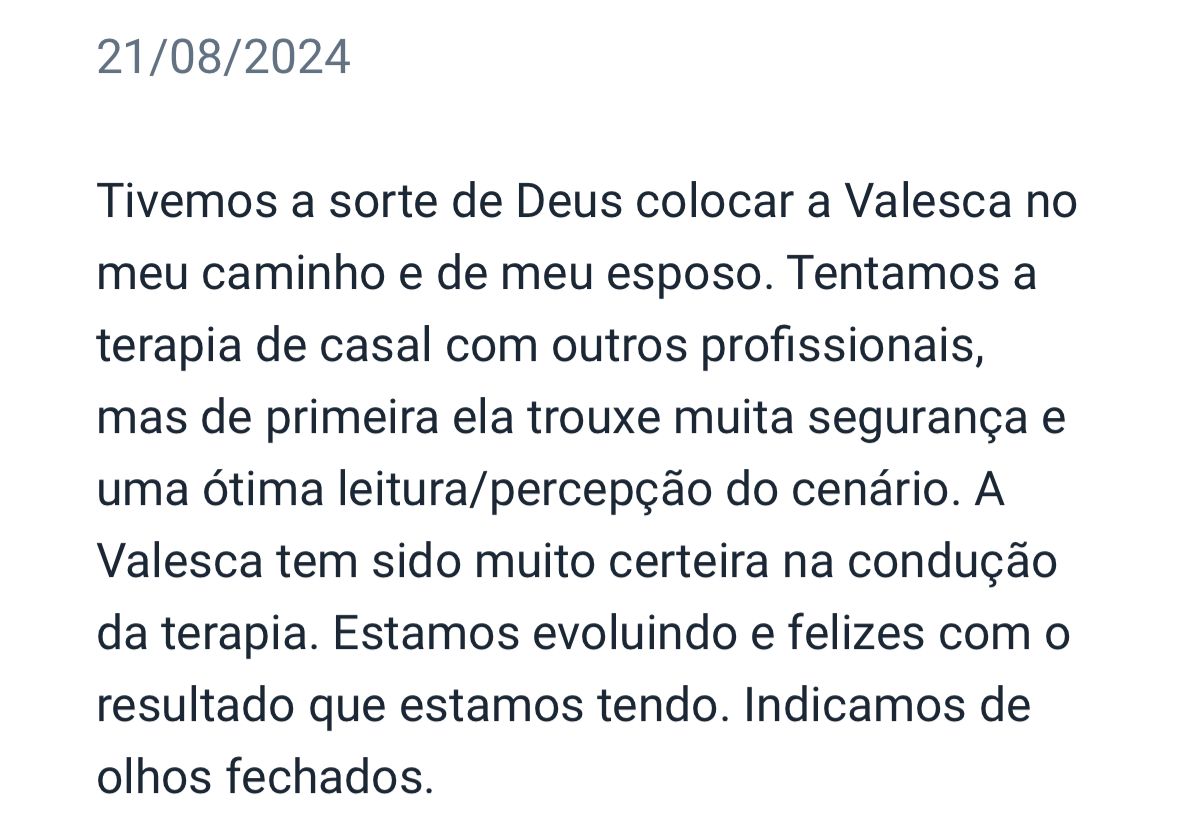 21/08/2024
Tivemos a sorte de Deus colocar a Valesca no
meu caminho e de meu esposo. Tentamos a
terapia de casal com outros profissionais,
mas de primeira ela trouxe muita segurança e
uma ótima leitura/percepção do cenário. A
Valesca tem sido muito certeira na condução
da terapia. Estamos evoluindo e felizes com o
resultado que estamos tendo. Indicamos de
olhos fechados.